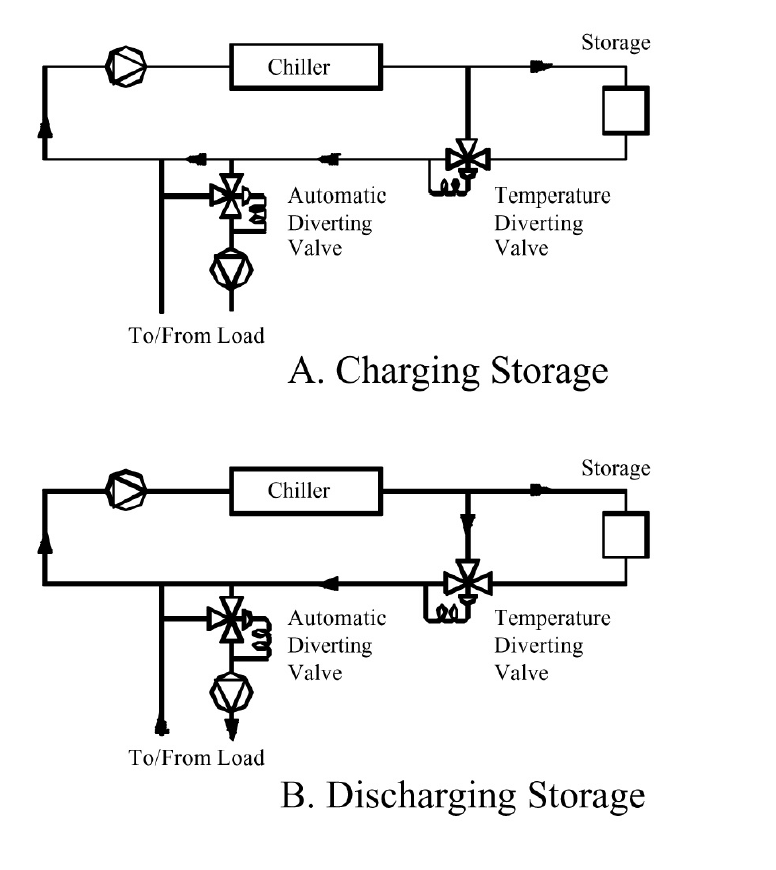 Storage
Chiller
Automatic
Diverting
Valve
Temperature
Diverting
Valve
To/From Load
A. Charging Storage
Storage
Chiller
Automatic
Diverting
Valve
Temperature
Diverting
Valve
To/From Load
B. Discharging Storage